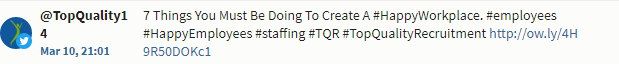 @TopQuality1
4
Mar 10, 21:01
7 Things You Must Be Doing To Create A #HappyWorkplace. #employees
#HappyEmployees #staffing #TQR #TopQualityRecruitment http://ow.ly/4H
9R50DOKc1